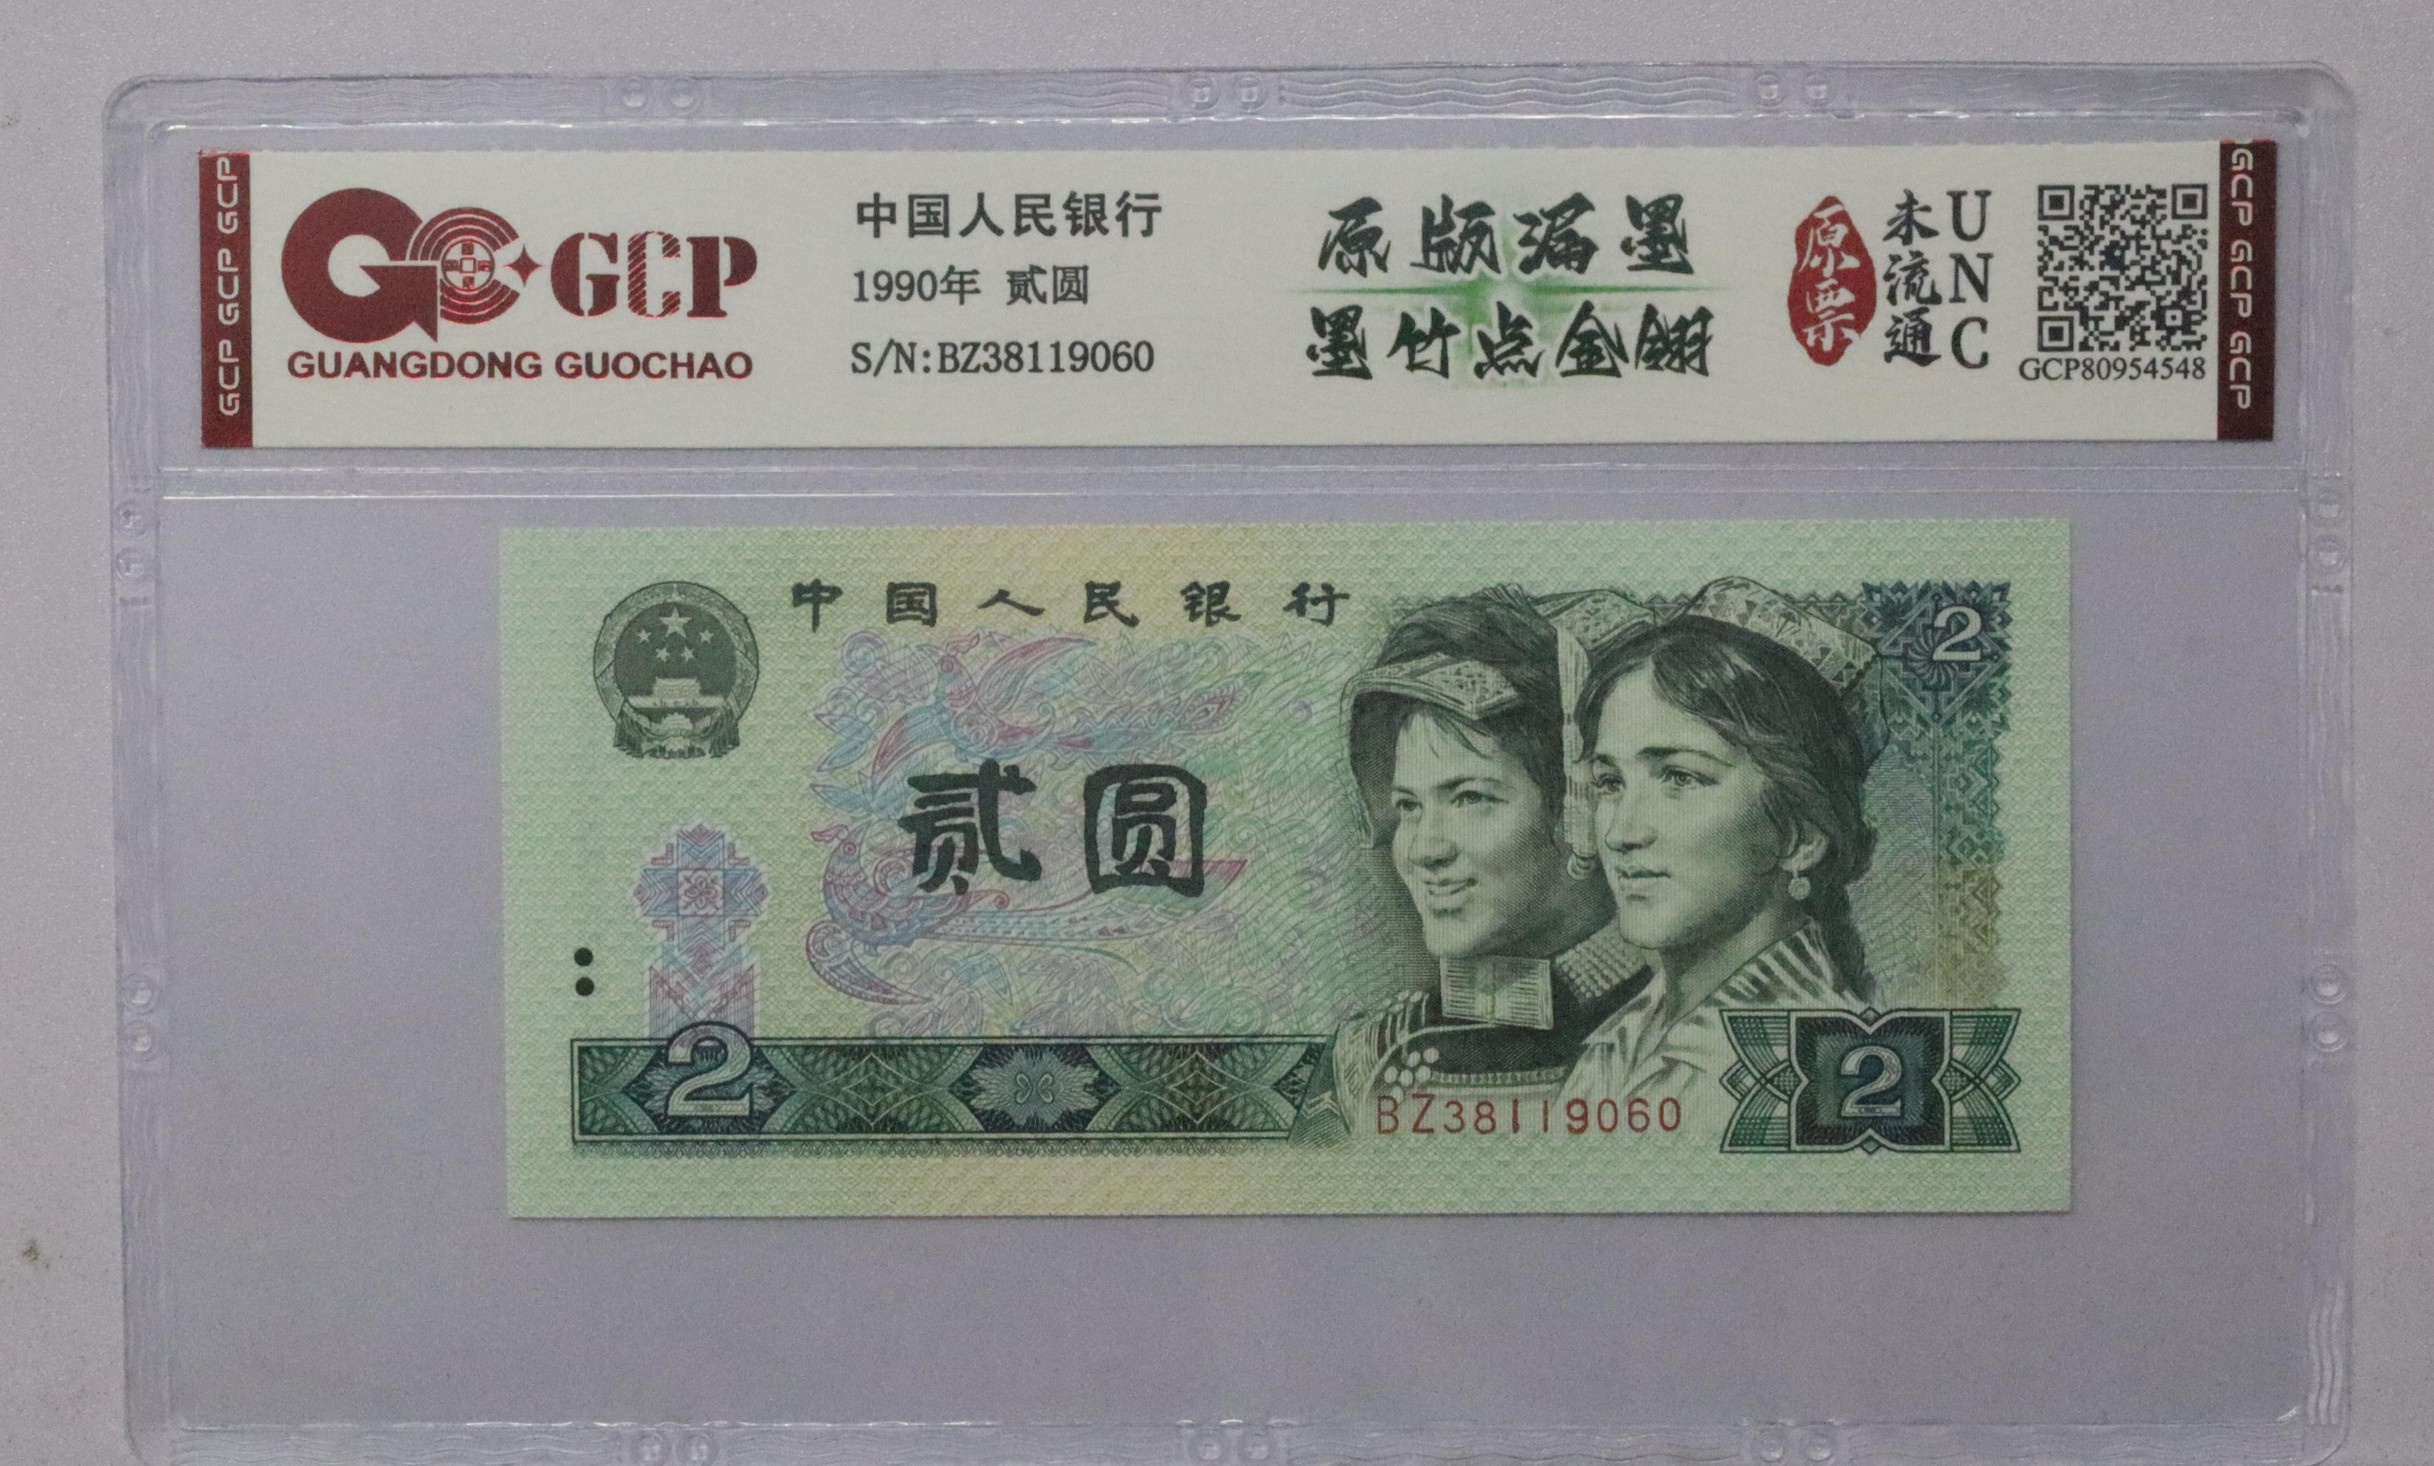 GCP GCP GCP
GCP
GUANGDONG GUOCHAO
中国人民银行
1990年 贰圆
S/N:BZ38119060
原版漏墨
墨竹点金翎
原票
未流通
UNC
GCP80954548
GCP GCP GCP
中国人民银行
2
贰圆
2
BZ38119060
2